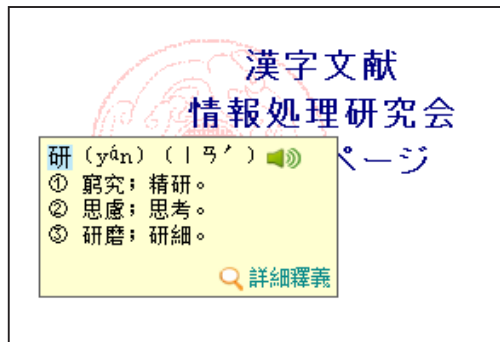 漢字文献
情報処理研究会
ページ
研 (yán) (ㄧㄢˊ)
① 窮究；精研。
② 思慮；思考。
③ 研磨；研細。
詳細釋義